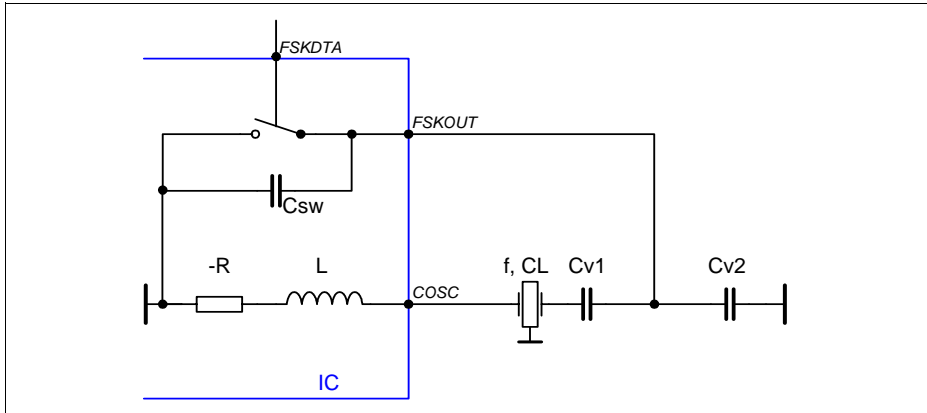 FSKDTA
FSKOUT
Csw
-R L f, CL Cv1 Cv2
COSC
IC